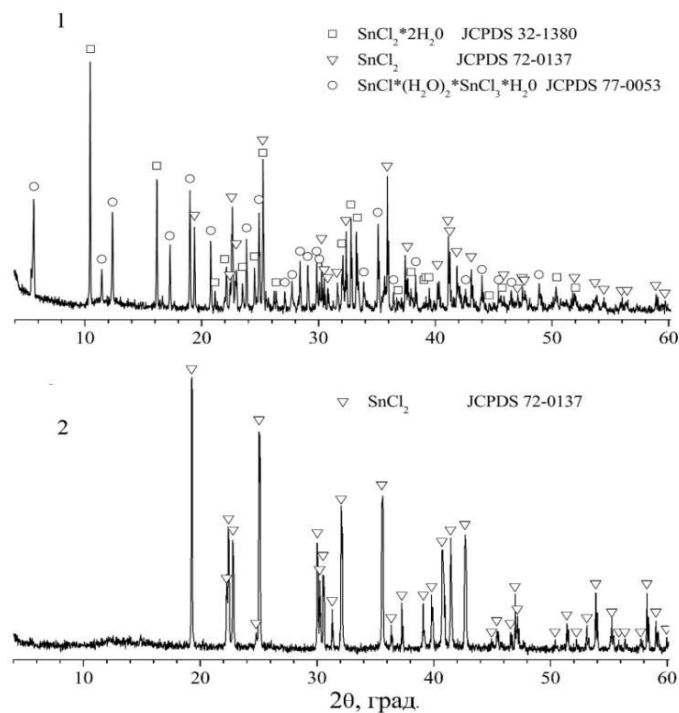 1
□ SnCl₂*2H₂0 JCPDS 32-1380
▽ SnCl₂ JCPDS 72-0137
○ SnCl*(H₂O)₂*SnCl₃*H₂0 JCPDS 77-0053
10 20 30 40 50 60
2
▽ SnCl₂ JCPDS 72-0137
10 20 30 40 50 60
2θ, град.